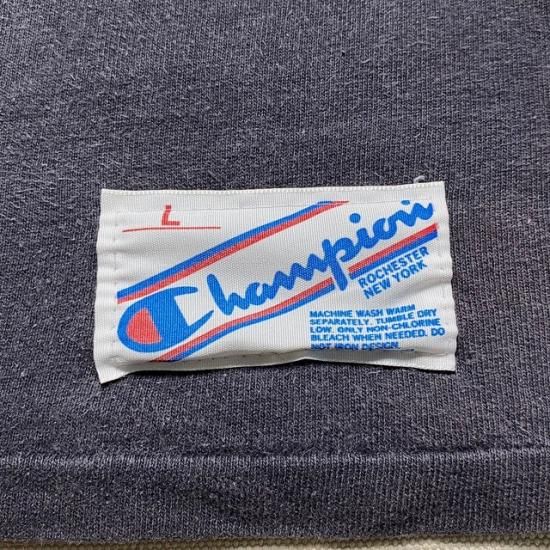 L
Champion
ROCHESTER
NEW YORK
MACHINE WASH WARM
SEPARATELY. TUMBLE DRY
LOW. ONLY NON-CHLORINE
BLEACH WHEN NEEDED. DO
NOT IRON DESIGN.